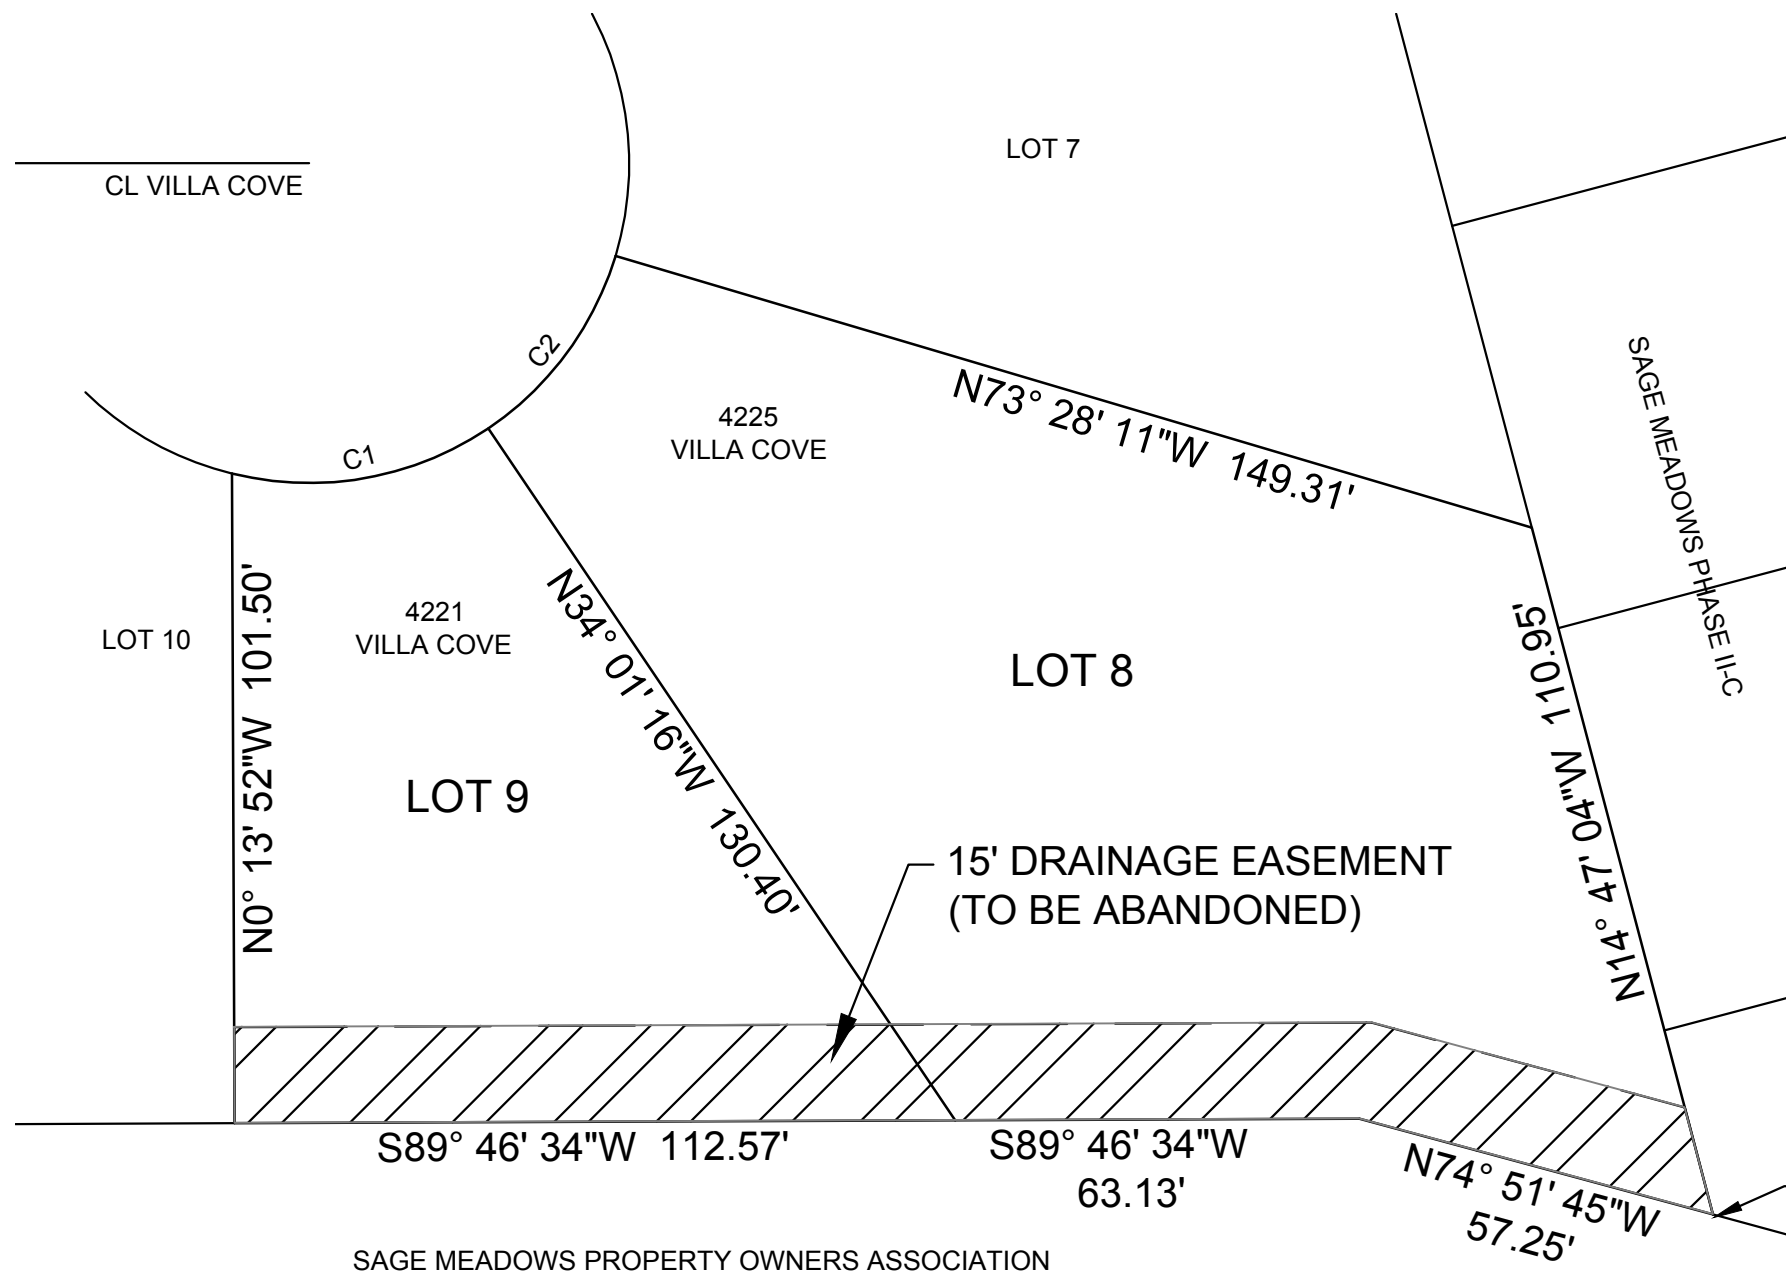 LOT 7
CL VILLA COVE
C2
SAGE MEADOWS PHASE II-C
N73° 28' 11"W 149.31'
4225
VILLA COVE
C1
N0° 13' 52"W 101.50'
N34° 01' 16"W 130.40'
4221
VILLA COVE
LOT 10
N14° 47' 04"W 110.95'
LOT 8
LOT 9
15' DRAINAGE EASEMENT
(TO BE ABANDONED)
S89° 46' 34"W 112.57'
S89° 46' 34"W
63.13'
N74° 51' 45"W
57.25'
SAGE MEADOWS PROPERTY OWNERS ASSOCIATION